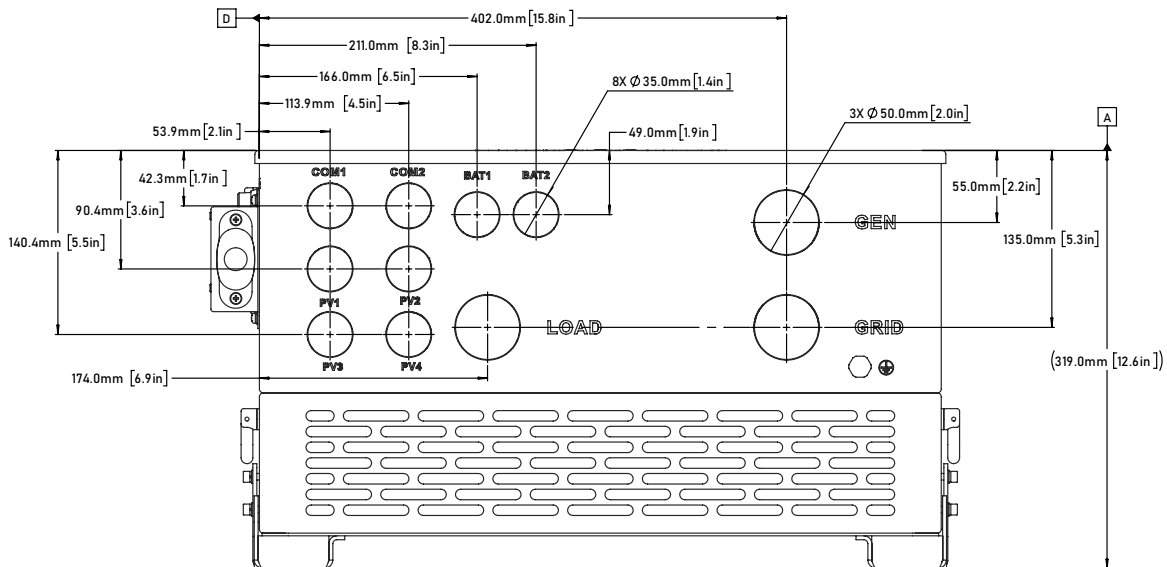 D
402.0mm [15.8in]
211.0mm [8.3in]
166.0mm [6.5in]
8X Ø 35.0mm [1.4in]
113.9mm [4.5in]
3X Ø 50.0mm [2.0in]
A
53.9mm [2.1in]
49.0mm [1.9in]
COM1 COM2 BAT1 BAT2
42.3mm [1.7in]
55.0mm [2.2in]
90.4mm [3.6in]
GEN
140.4mm [5.5in]
135.0mm [5.3in]
PV1 PV2
LOAD GRID
PV3 PV4
(319.0mm [12.6in])
174.0mm [6.9in]